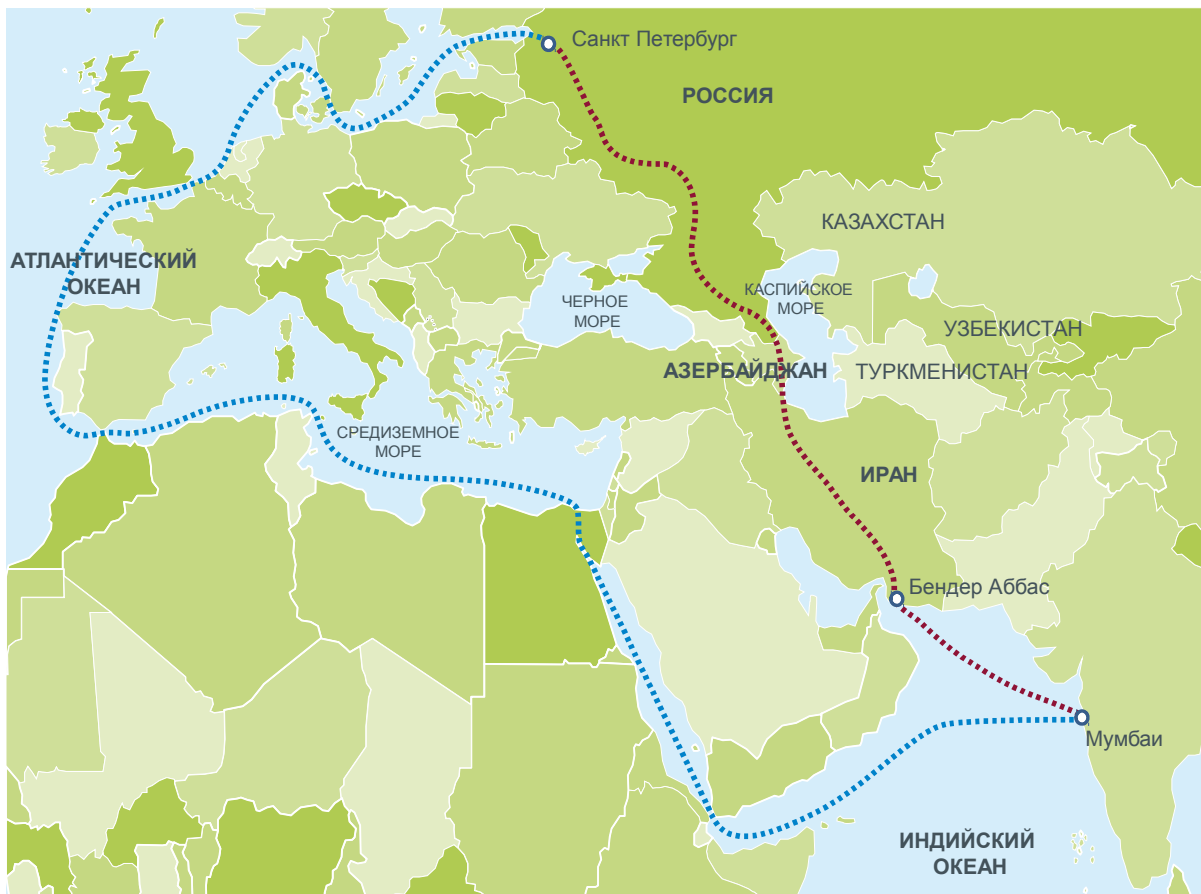 Санкт Петербург
РОССИЯ
КАЗАХСТАН
АТЛАНТИЧЕСКИЙ
ОКЕАН
ЧЕРНОЕ
МОРЕ
КАСПИЙСКОЕ
МОРЕ
УЗБЕКИСТАН
АЗЕРБАЙДЖАН
ТУРКМЕНИСТАН
СРЕДИЗЕМНОЕ
МОРЕ
ИРАН
Бендер Аббас
Мумбаи
ИНДИЙСКИЙ
ОКЕАН